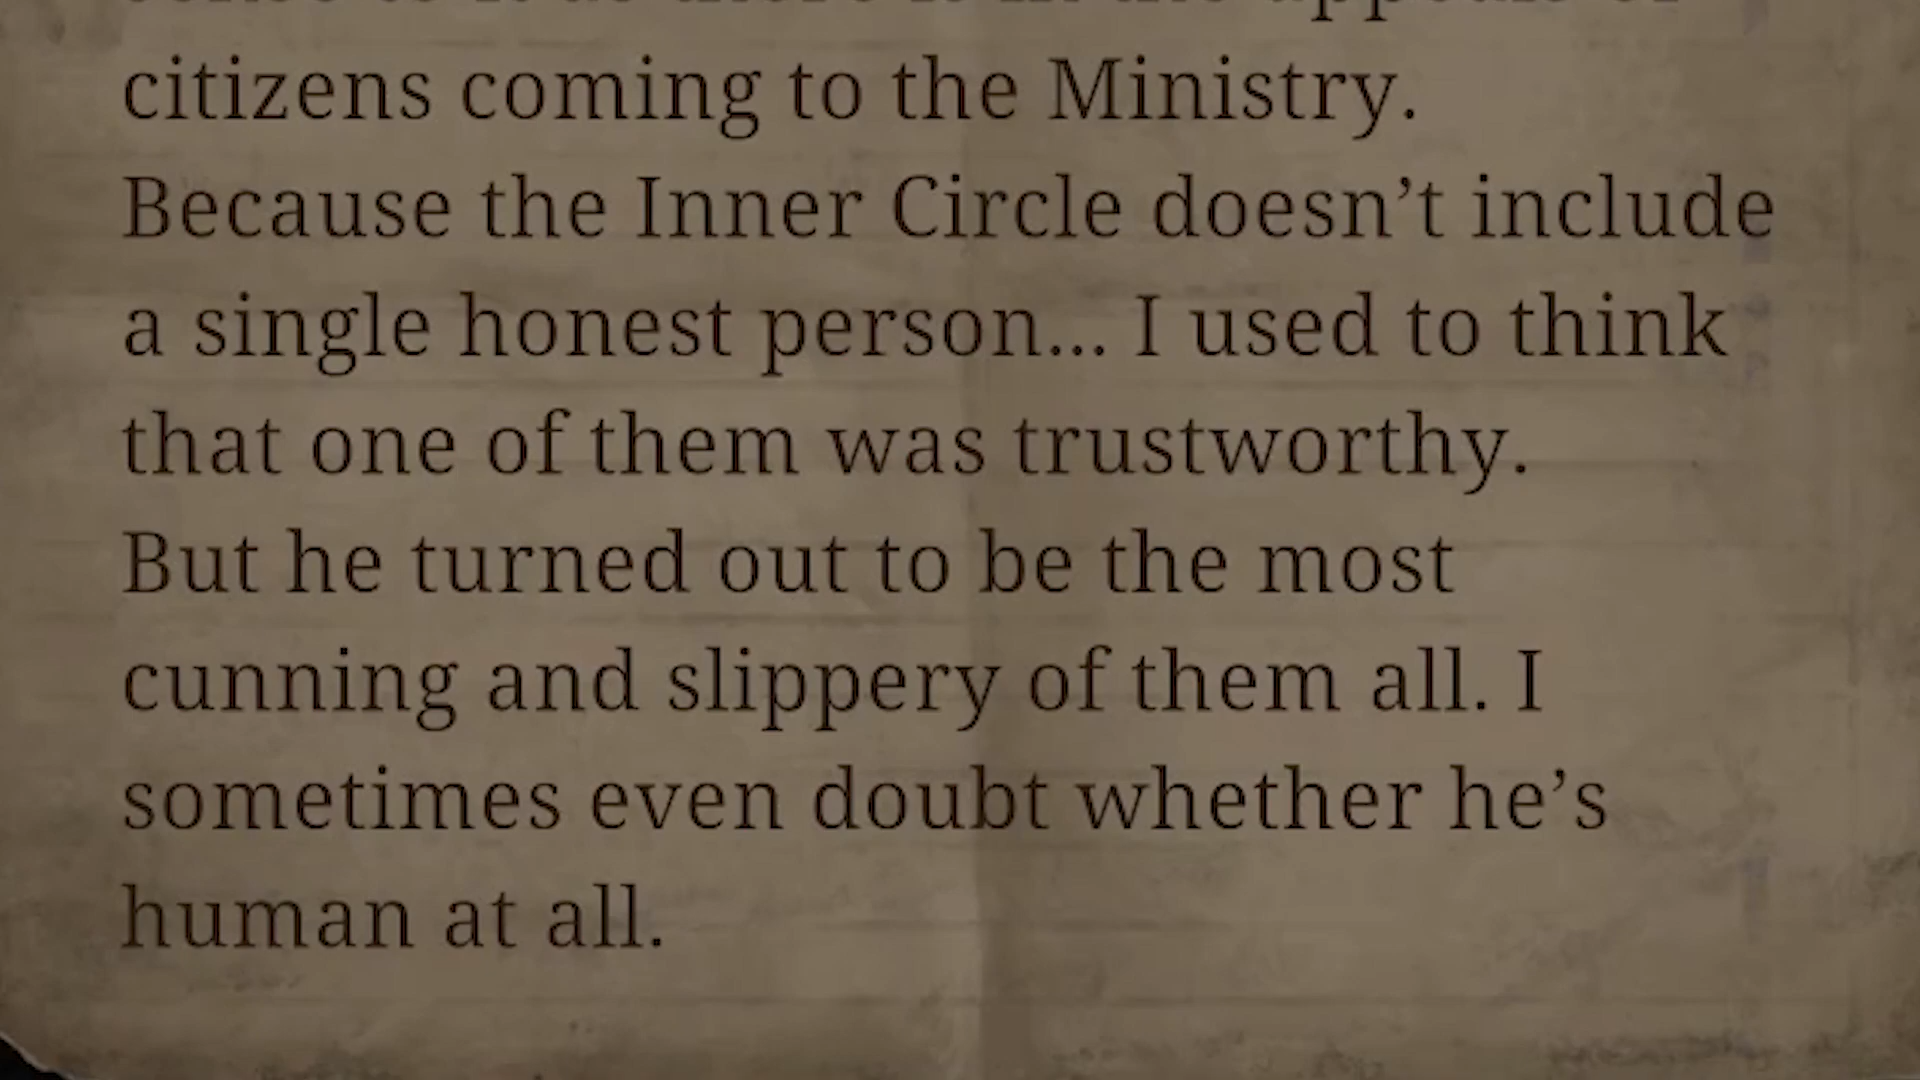 citizens coming to the Ministry.
Because the Inner Circle doesn’t include
a single honest person... I used to think
that one of them was trustworthy.
But he turned out to be the most
cunning and slippery of them all. I
sometimes even doubt whether he’s
human at all.